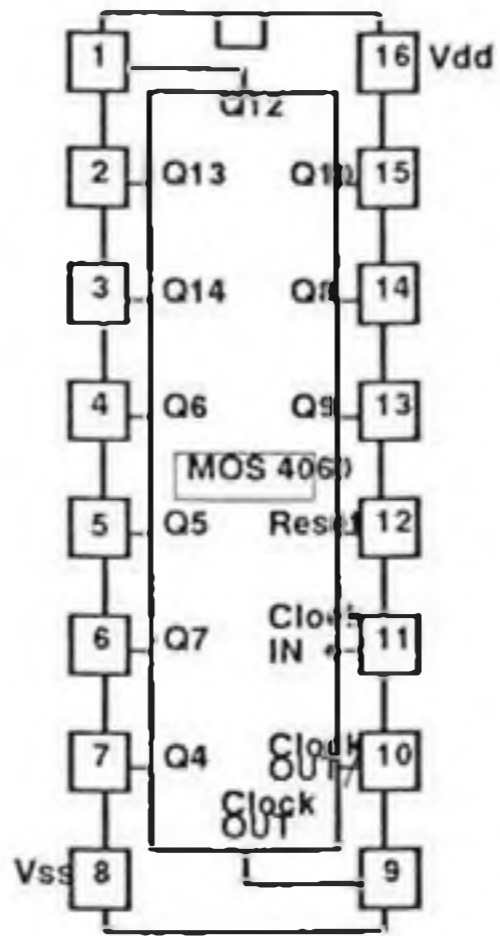 1 16 Vdd
Q12
2 Q13 Q10 15
3 Q14 Q8 14
4 Q6 Q9 13
MOS 4060
5 Q5 Reset 12
Clock
6 Q7 IN 11
Clock
7 Q4 OUT/ 10
Clock
OUT
Vss 8 9